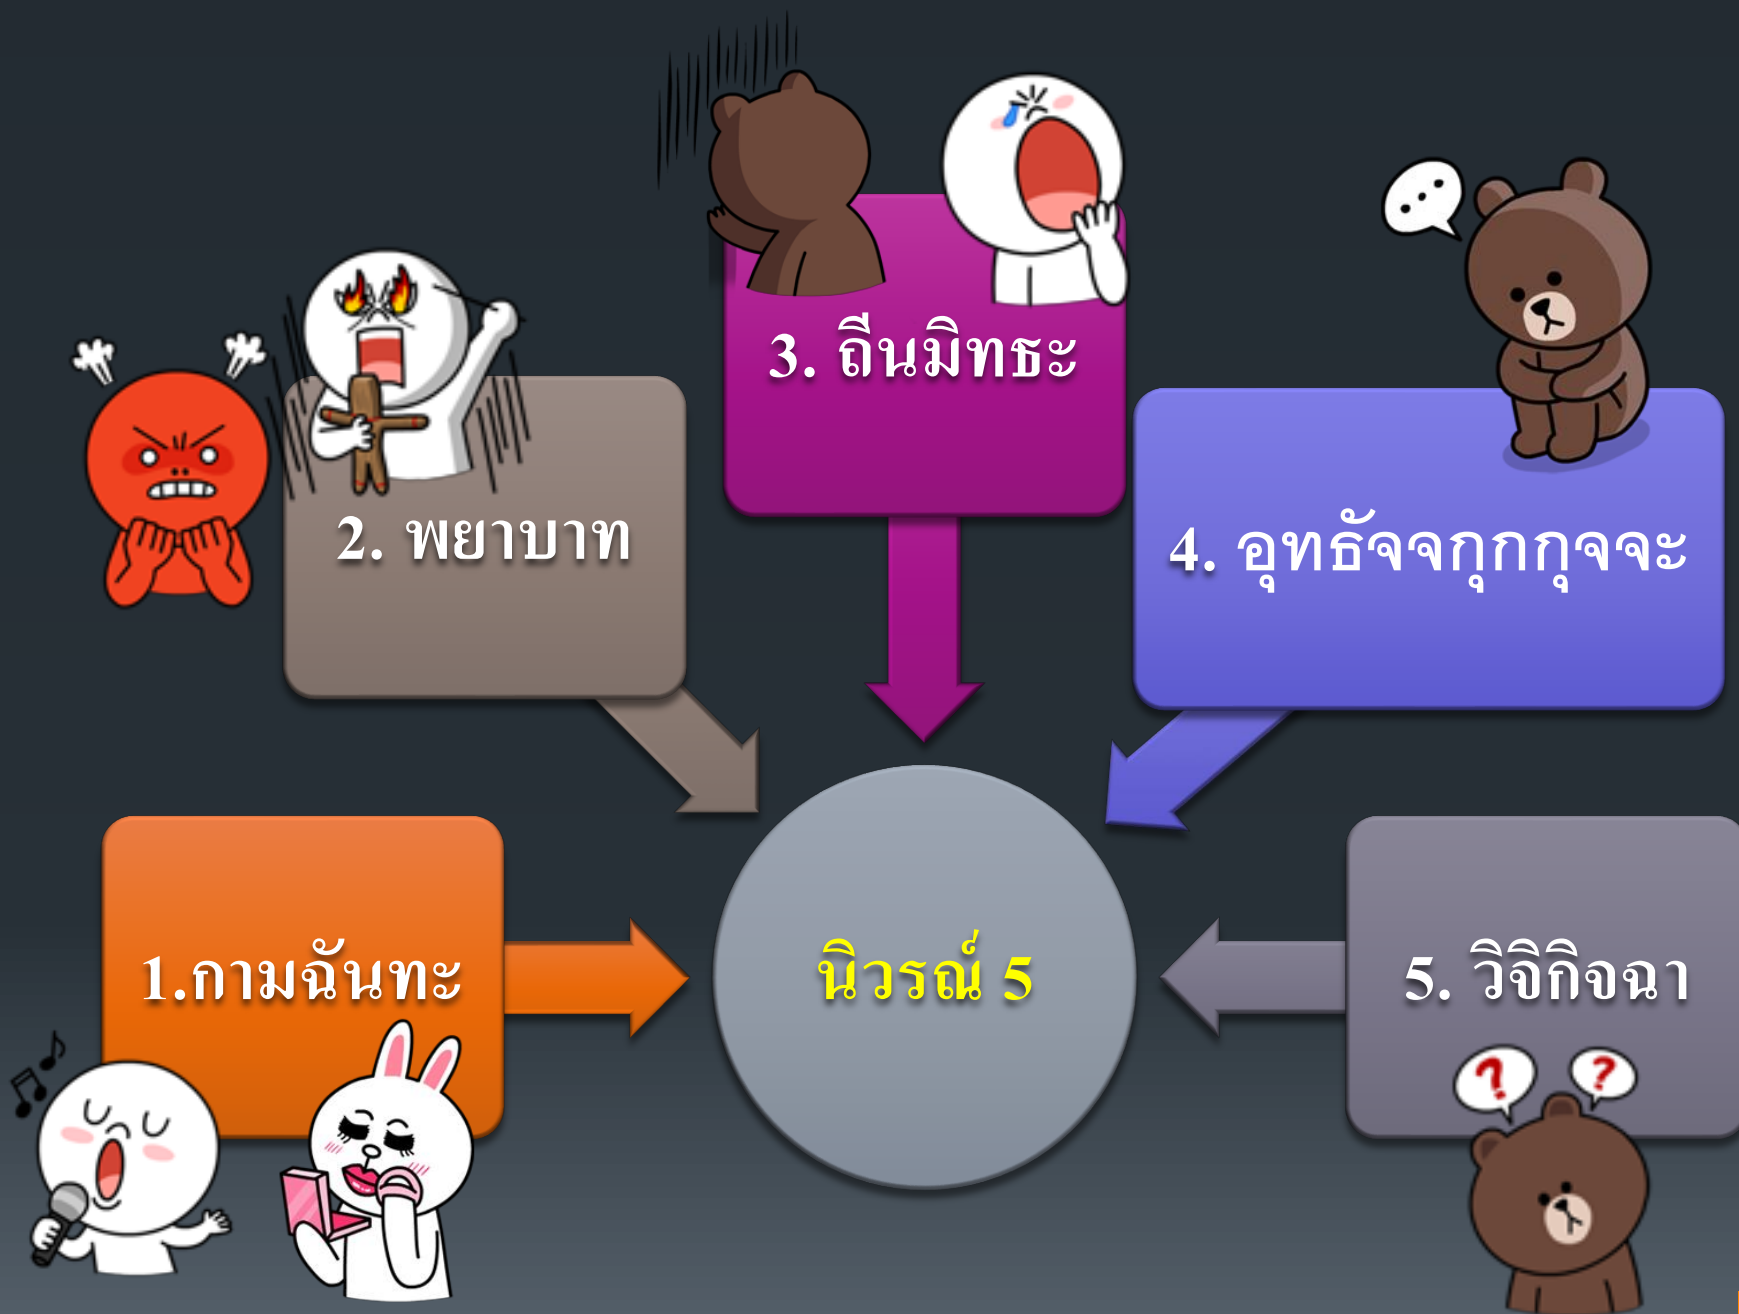 3. ถีนมิทธะ
2. พยาบาท
4. อุทธัจจกุกกุจจะ
1.กามฉันทะ
นิวรณ์ 5
5. วิจิกิจฉา
? ?